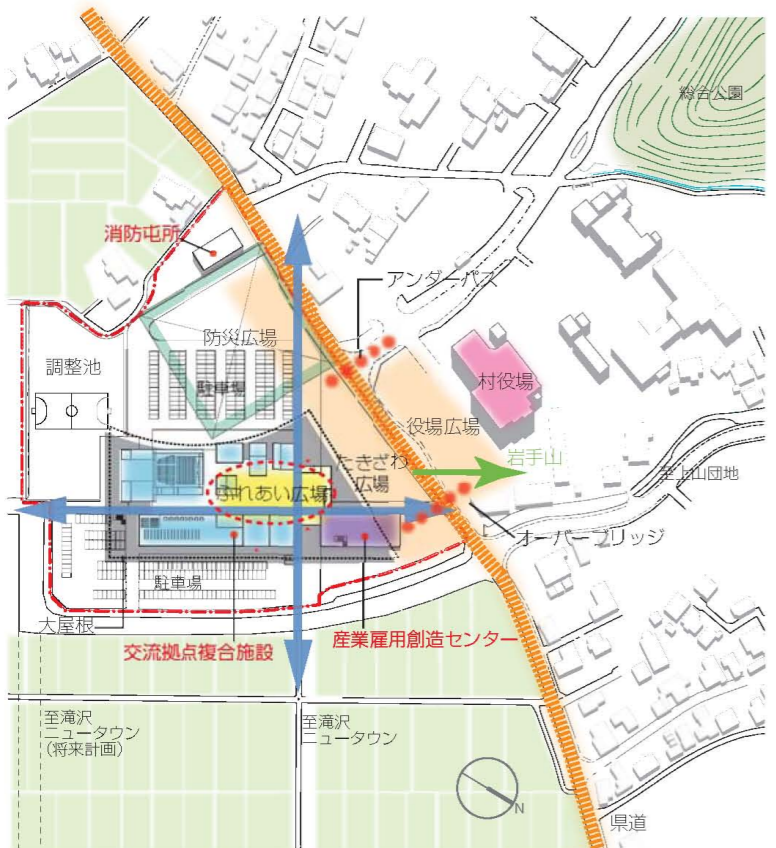 総合公園
消防屯所
アンダーパス
防災広場
調整池
駐車場
村役場
役場広場
たきざわ
広場
岩手山
至上山団地
ふれあい広場
オーバーブリッジ
駐車場
大屋根
交流拠点複合施設
産業雇用創造センター
至滝沢
ニュータウン
(将来計画)
至滝沢
ニュータウン
N
県道